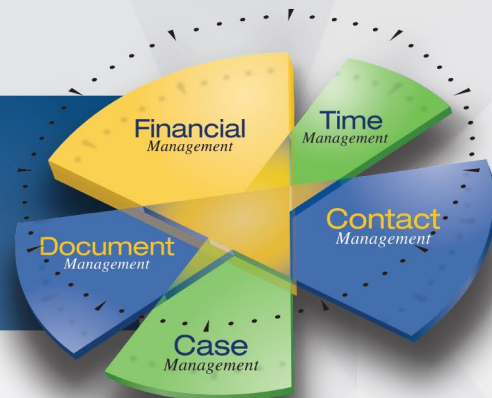 Financial
Management
Time
Management
Contact
Management
Document
Management
Case
Management